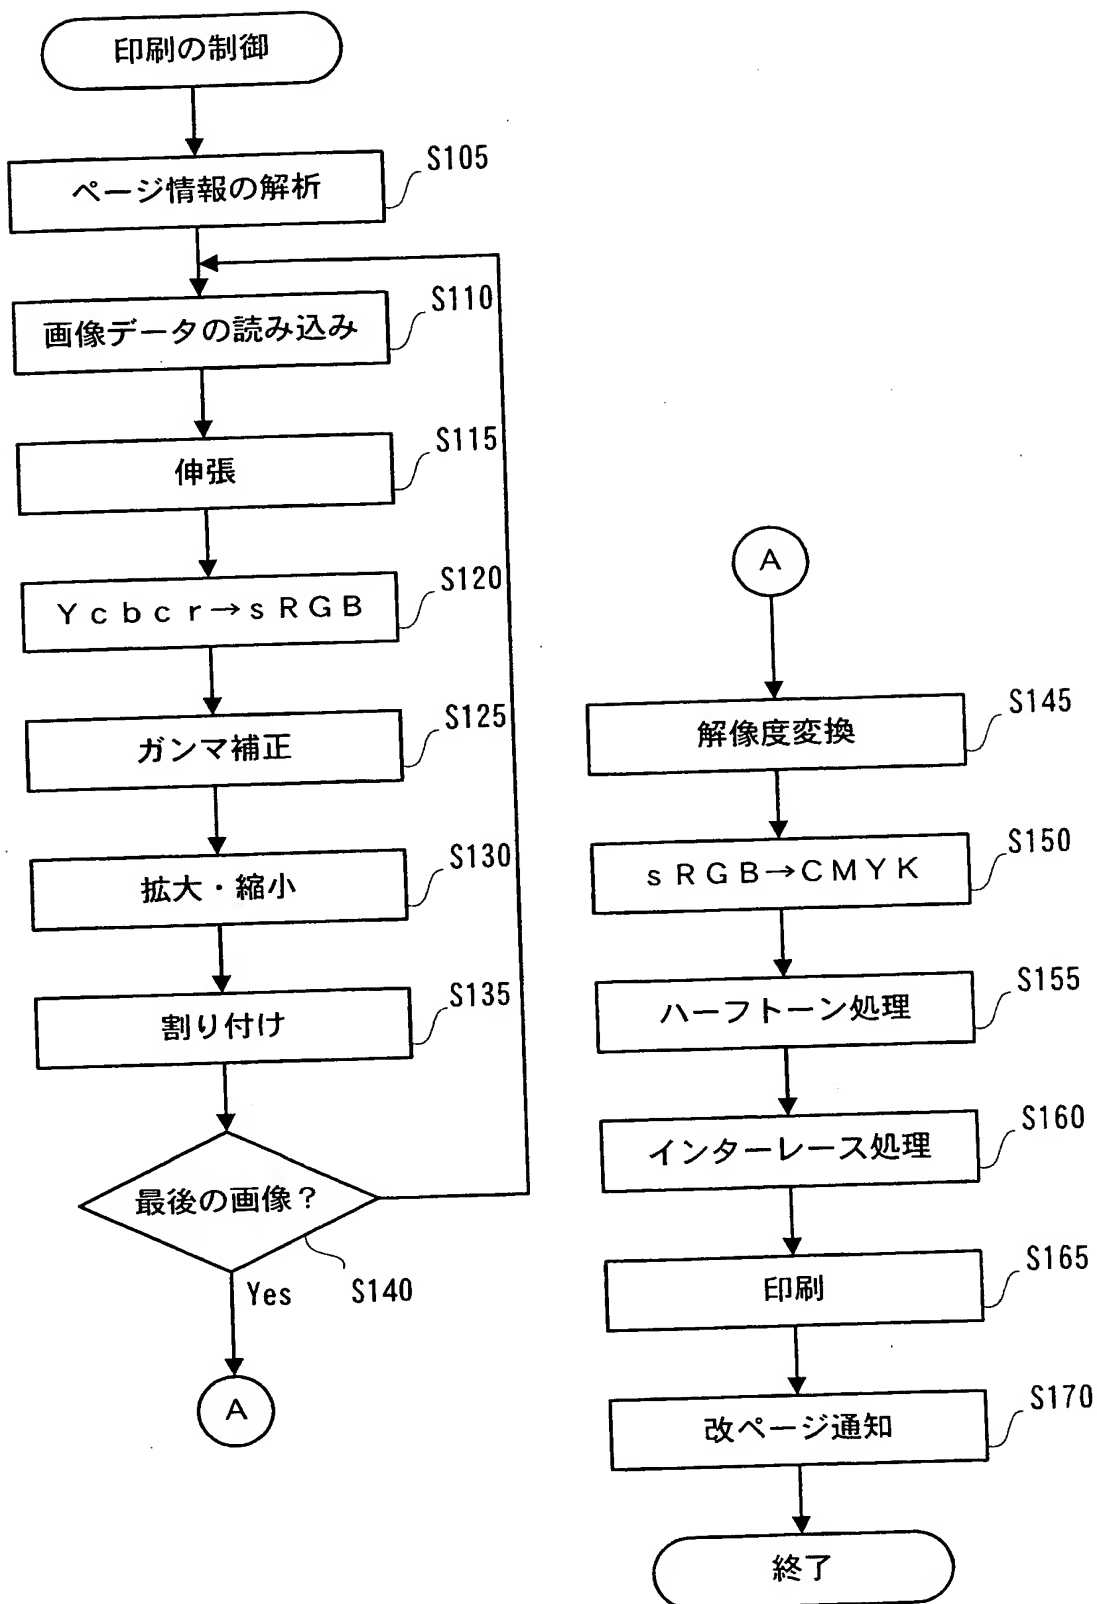 印刷の制御
S105
ページ情報の解析
S110
画像データの読み込み
S115
伸張
S120
Ycbcr→sRGB
S125
ガンマ補正
S130
拡大・縮小
S135
割り付け
最後の画像?
S140
Yes
A
A
S145
解像度変換
S150
sRGB→CMYK
S155
ハーフトーン処理
S160
インターレース処理
S165
印刷
S170
改ページ通知
終了